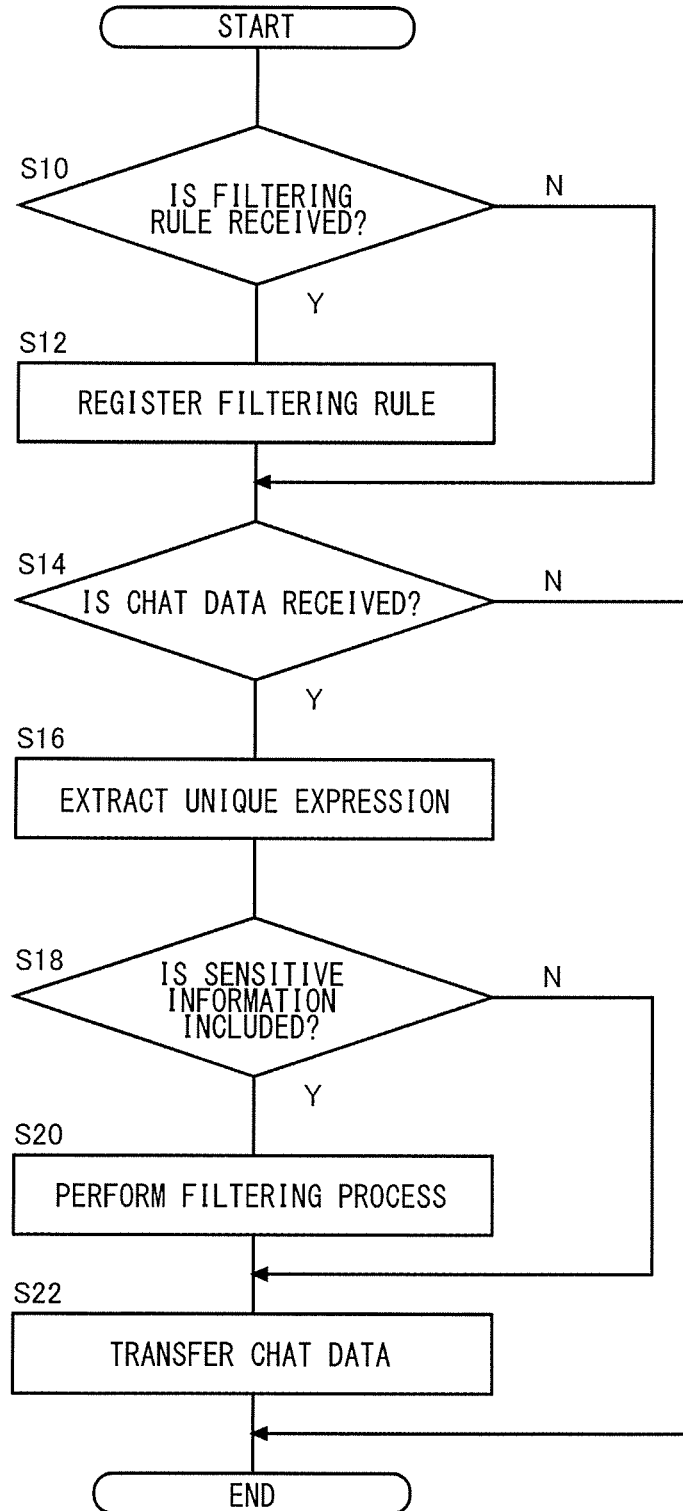 START
S10
IS FILTERING
RULE RECEIVED?
N
Y
S12
REGISTER FILTERING RULE
S14
IS CHAT DATA RECEIVED?
N
Y
S16
EXTRACT UNIQUE EXPRESSION
S18
IS SENSITIVE
INFORMATION
INCLUDED?
N
Y
S20
PERFORM FILTERING PROCESS
S22
TRANSFER CHAT DATA
END